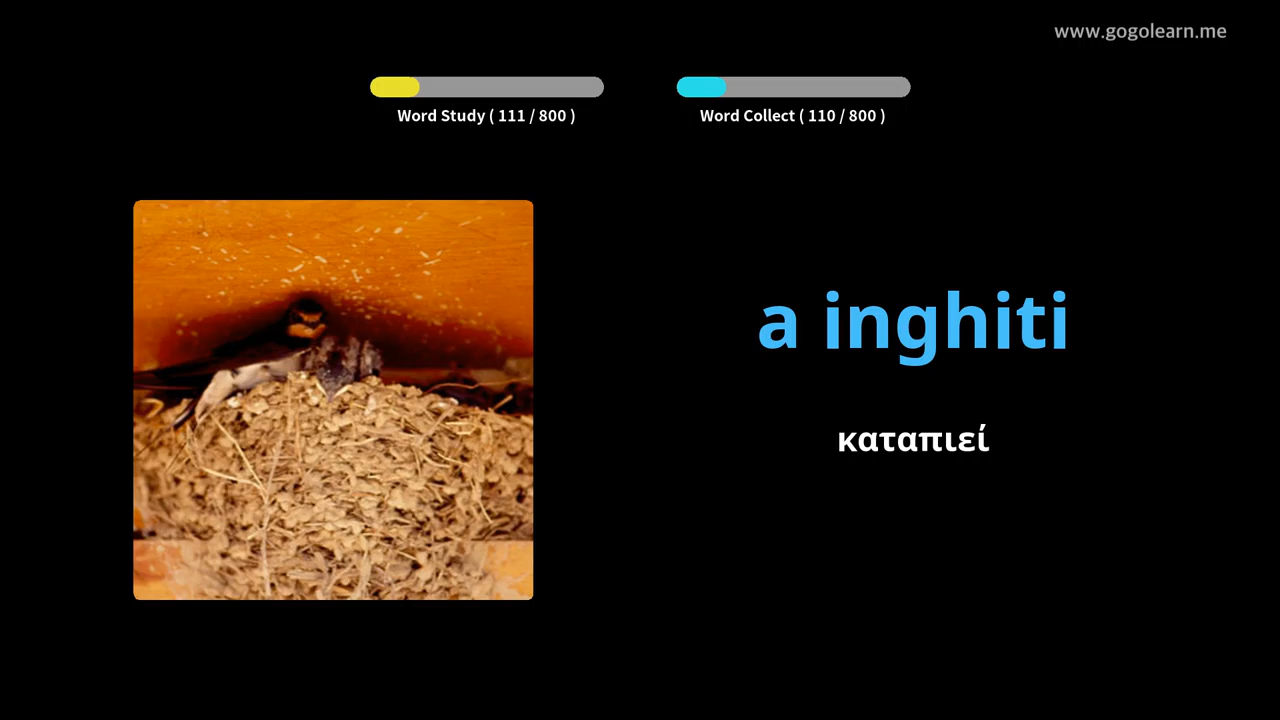 www.gogolearn.me
Word Study ( 111 / 800 )
Word Collect ( 110 / 800 )
a inghiti
καταπιεί